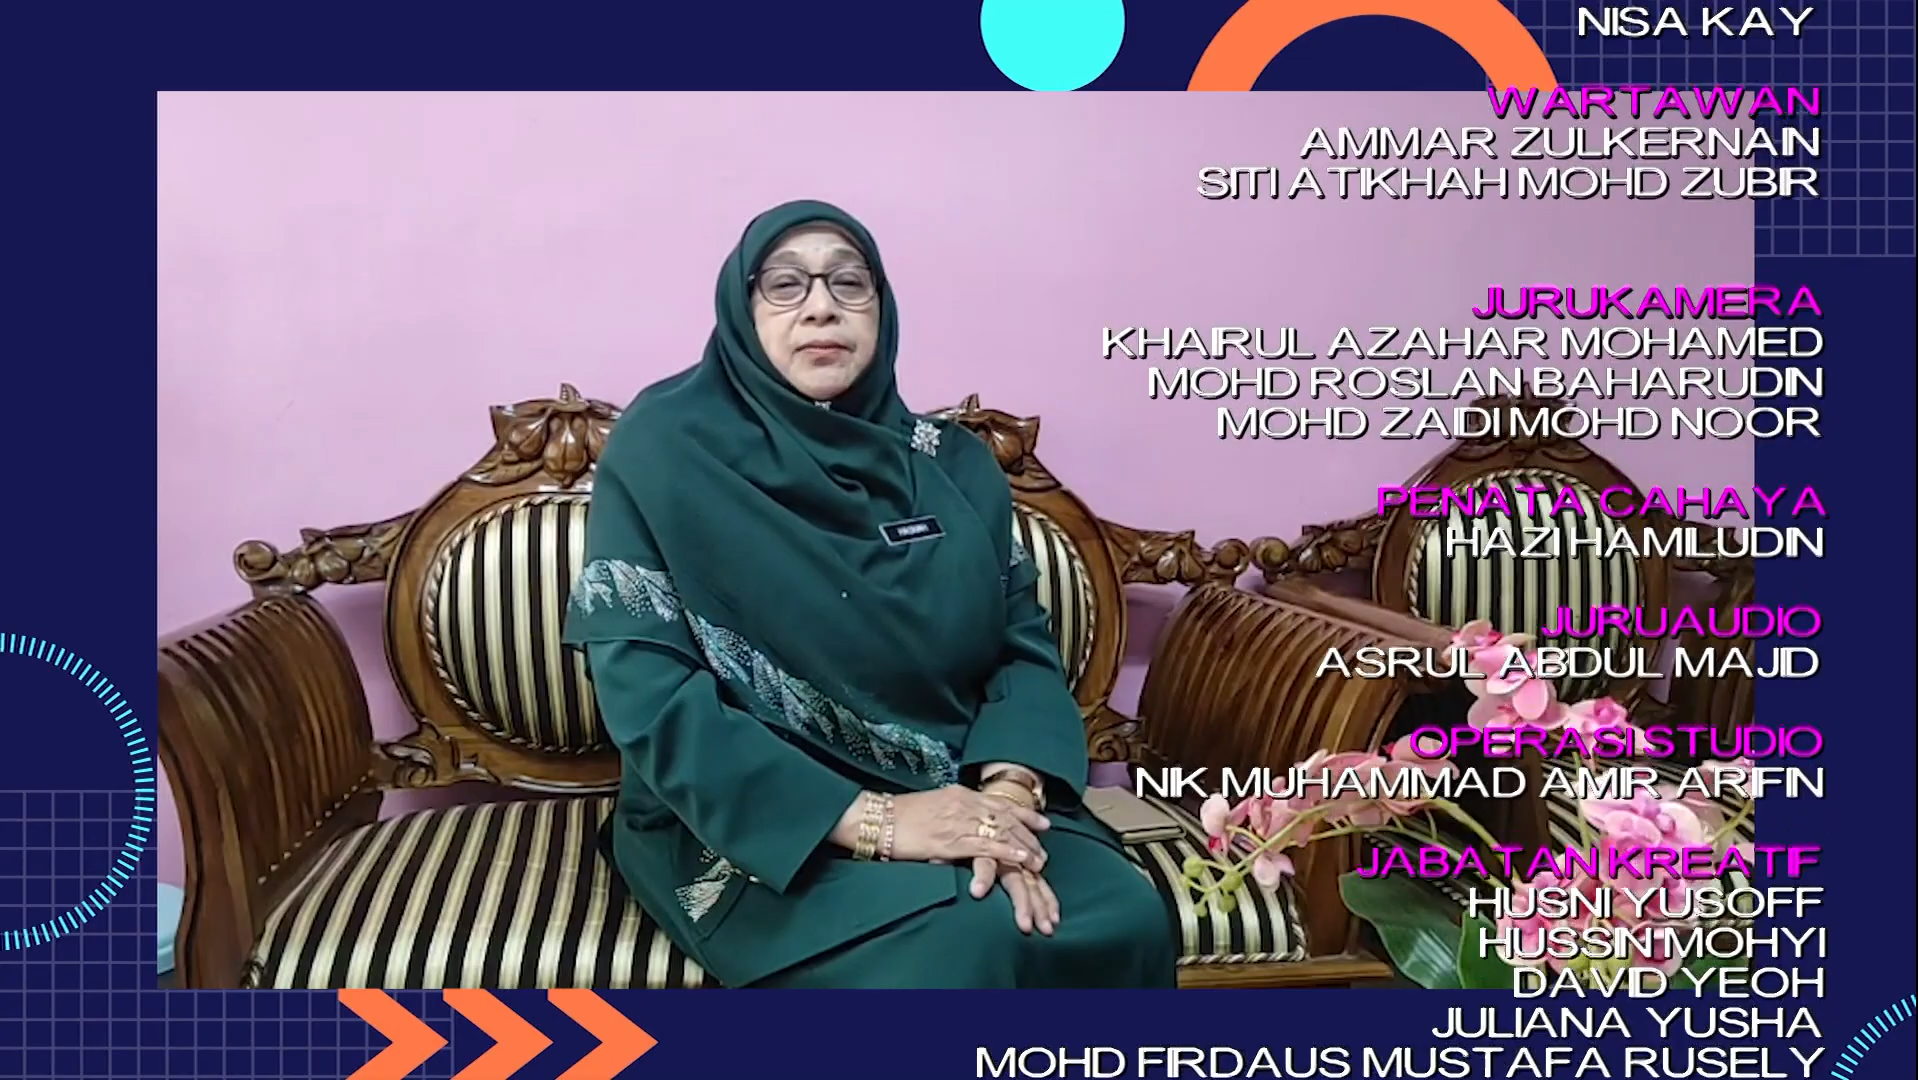 NISA KAY
WARTAWAN
AMMAR ZULKERNAIN
SITI ATIKHAH MOHD ZUBIR
JURUKAMERA
KHAIRUL AZAHAR MOHAMED
MOHD ROSLAN BAHARUDIN
MOHD ZAIDI MOHD NOOR
PENATA CAHAYA
HAZI HAMILUDIN
JURUAUDIO
ASRUL ABDUL MAJID
OPERASI STUDIO
NIK MUHAMMAD AMIR ARIFIN
JABATAN KREATIF
HUSNI YUSOFF
HUSSIN MOHYI
DAVID YEOH
JULIANA YUSHA
MOHD FIRDAUS MUSTAFA RUSELY